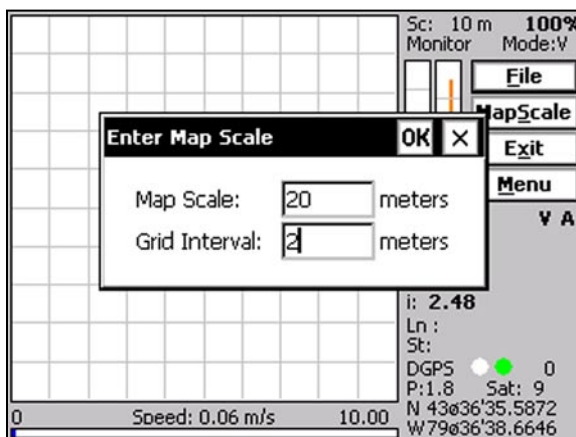 Sc: 10 m 100%
Monitor Mode:V
File
MapScale
Exit
Menu
V A
Enter Map Scale OK ×
Map Scale: 20 meters
Grid Interval: 2 meters
i: 2.48
Ln :
St:
DGPS 0
P:1.8 Sat: 9
N 43ø36'35.5872
W79ø36'38.6646
0 Speed: 0.06 m/s 10.00